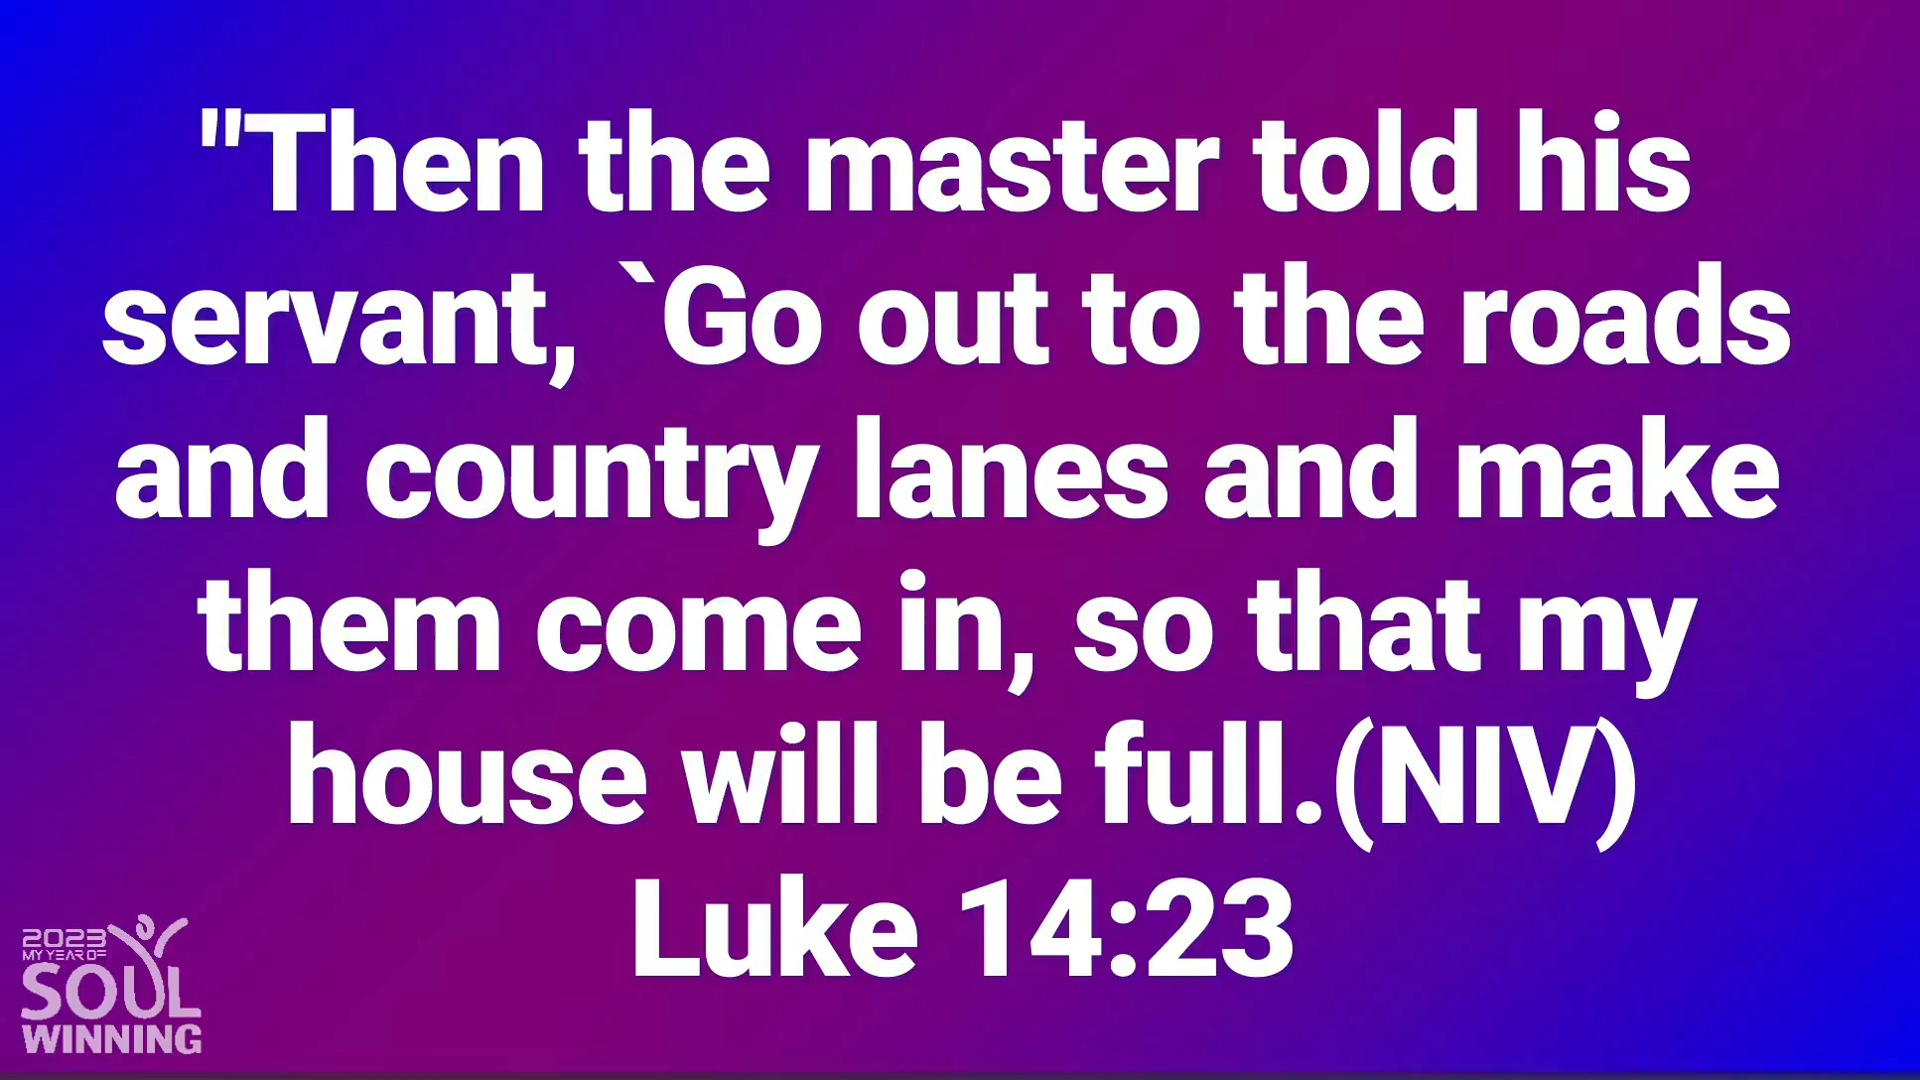 "Then the master told his
servant, `Go out to the roads
and country lanes and make
them come in, so that my
house will be full.(NIV)
Luke 14:23
2023
MY YEAR OF
SOUL
WINNING